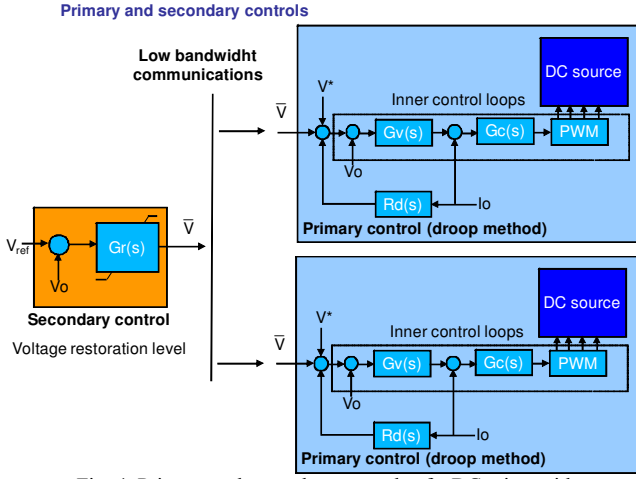 Primary and secondary controls
Low bandwidht
communications
V̅
V*
Inner control loops
DC source
Gv(s)
Gc(s)
PWM
Vo
Rd(s)
Io
Primary control (droop method)
Vref
Gr(s)
V̅
Vo
Secondary control
Voltage restoration level
V̅
V*
Inner control loops
DC source
Gv(s)
Gc(s)
PWM
Vo
Rd(s)
Io
Primary control (droop method)